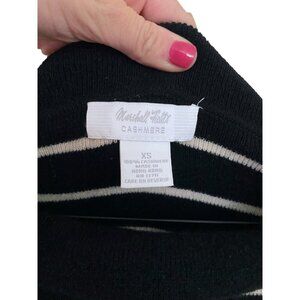 Marshall Field's
CASHMERE
XS
100% CASHMERE
MADE IN
HONG KONG
CARE ON REVERSE